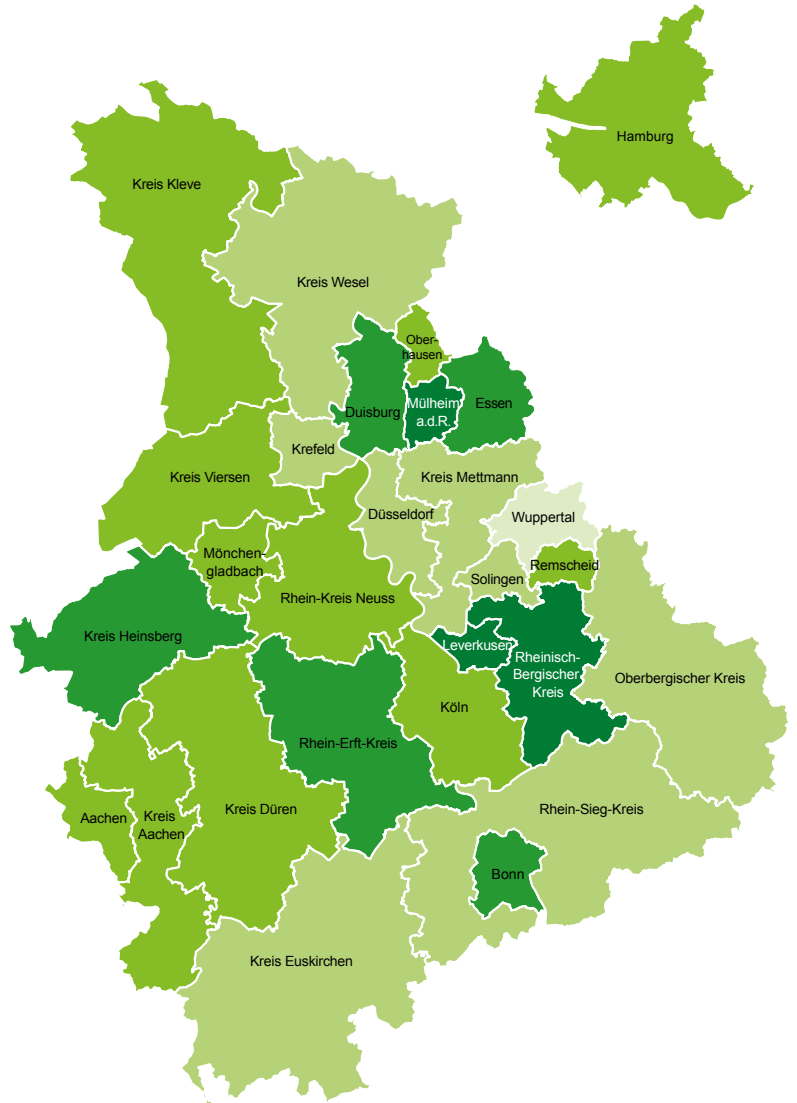 Hamburg
Kreis Kleve
Kreis Wesel
Ober-
hausen
Duisburg
Mülheim
a.d.R.
Essen
Krefeld
Kreis Viersen
Kreis Mettmann
Düsseldorf
Wuppertal
Mönchen-
gladbach
Remscheid
Solingen
Rhein-Kreis Neuss
Kreis Heinsberg
Leverkusen
Rheinisch-
Bergischer
Kreis
Oberbergischer Kreis
Köln
Rhein-Erft-Kreis
Aachen
Kreis
Aachen
Kreis Düren
Rhein-Sieg-Kreis
Bonn
Kreis Euskirchen